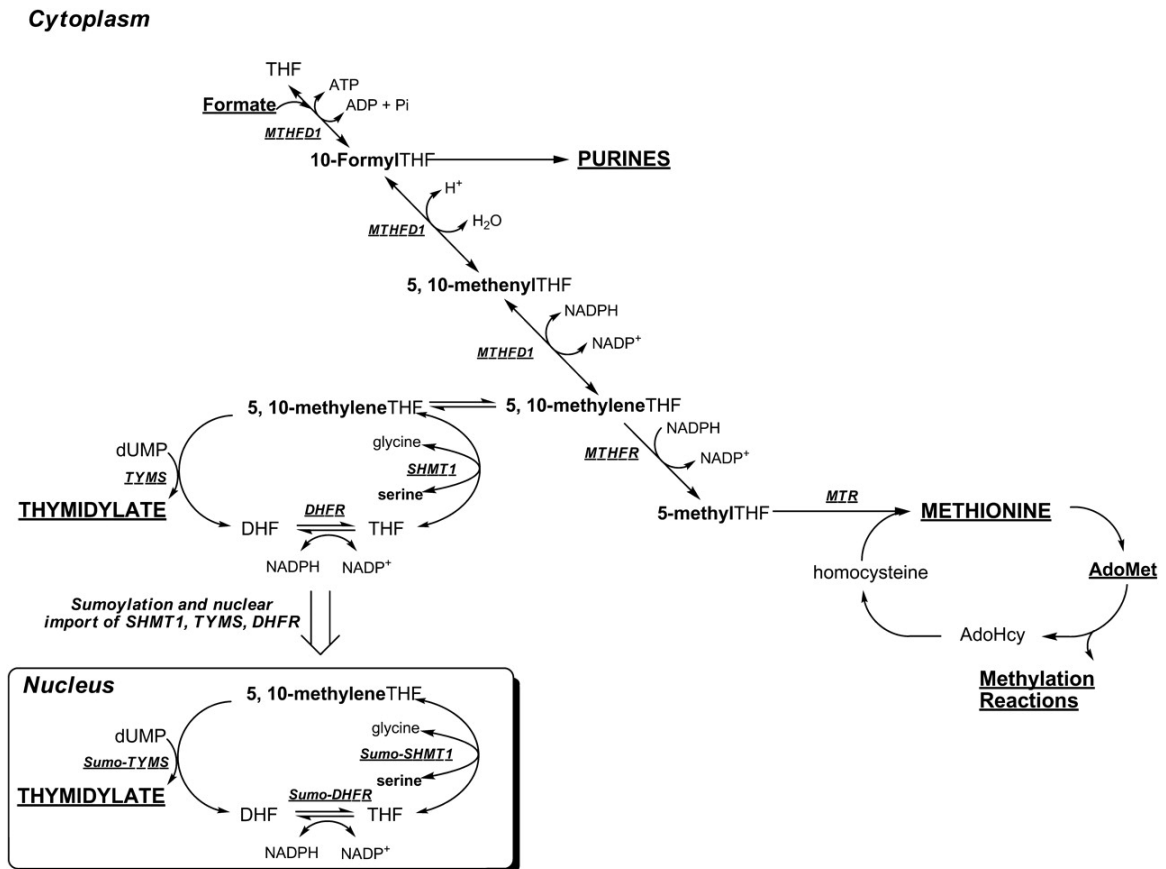 Cytoplasm
THF
ATP
Formate
ADP + Pi
MTHFD1
10-FormylTHF
PURINES
H+
H2O
MTHFD1
5, 10-methenylTHF
NADPH
NADP+
MTHFD1
5, 10-methyleneTHF
5, 10-methyleneTHF
dUMP
TYMS
THYMIDYLATE
glycine
SHMT1
serine
DHFR
DHF
THF
NADPH
NADP+
NADPH
NADP+
MTHFR
5-methylTHF
MTR
METHIONINE
homocysteine
AdoMet
AdoHcy
Methylation
Reactions
Sumoylation and nuclear
import of SHMT1, TYMS, DHFR
Nucleus
5, 10-methyleneTHF
dUMP
Sumo-TYMS
THYMIDYLATE
glycine
Sumo-SHMT1
serine
Sumo-DHFR
DHF
THF
NADPH
NADP+